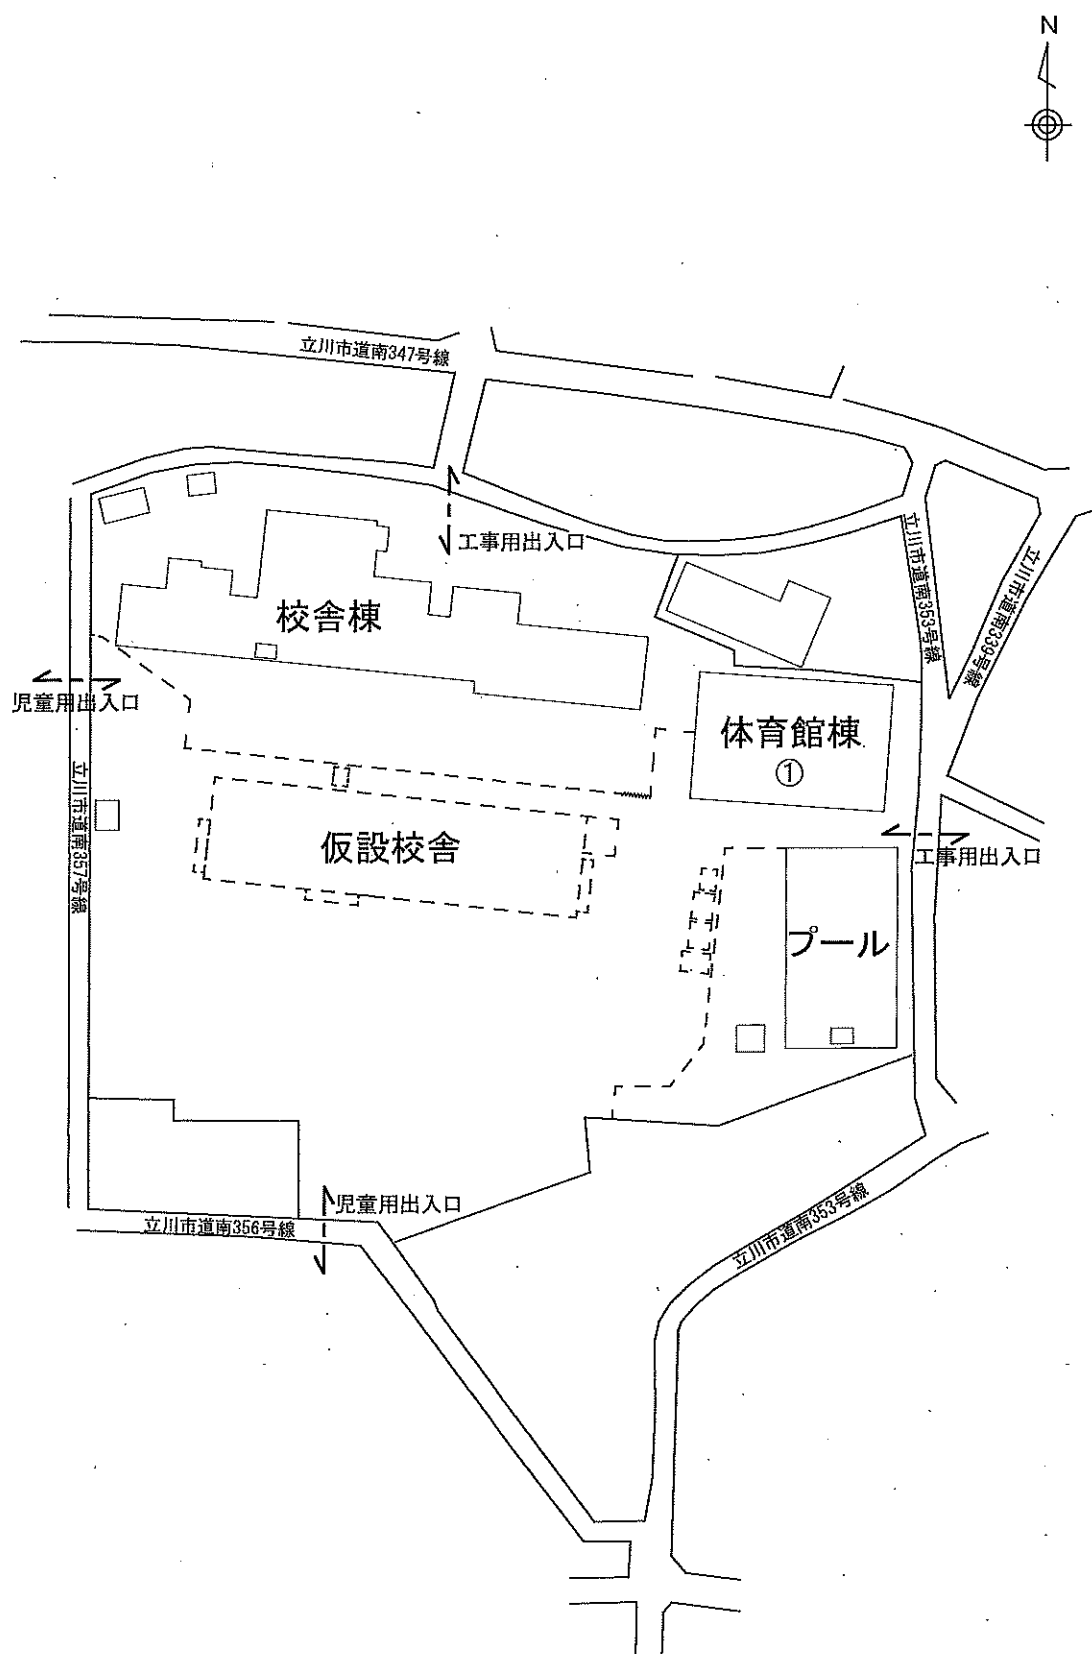 N
立川市道南347号線
工事用出入口
立川市道南353号線
立川市道南339号線
校舎棟
児童用出入口
体育館棟
①
立川市道南357号線
仮設校舎
工事用出入口
プール
児童用出入口
立川市道南356号線
立川市道南353号線